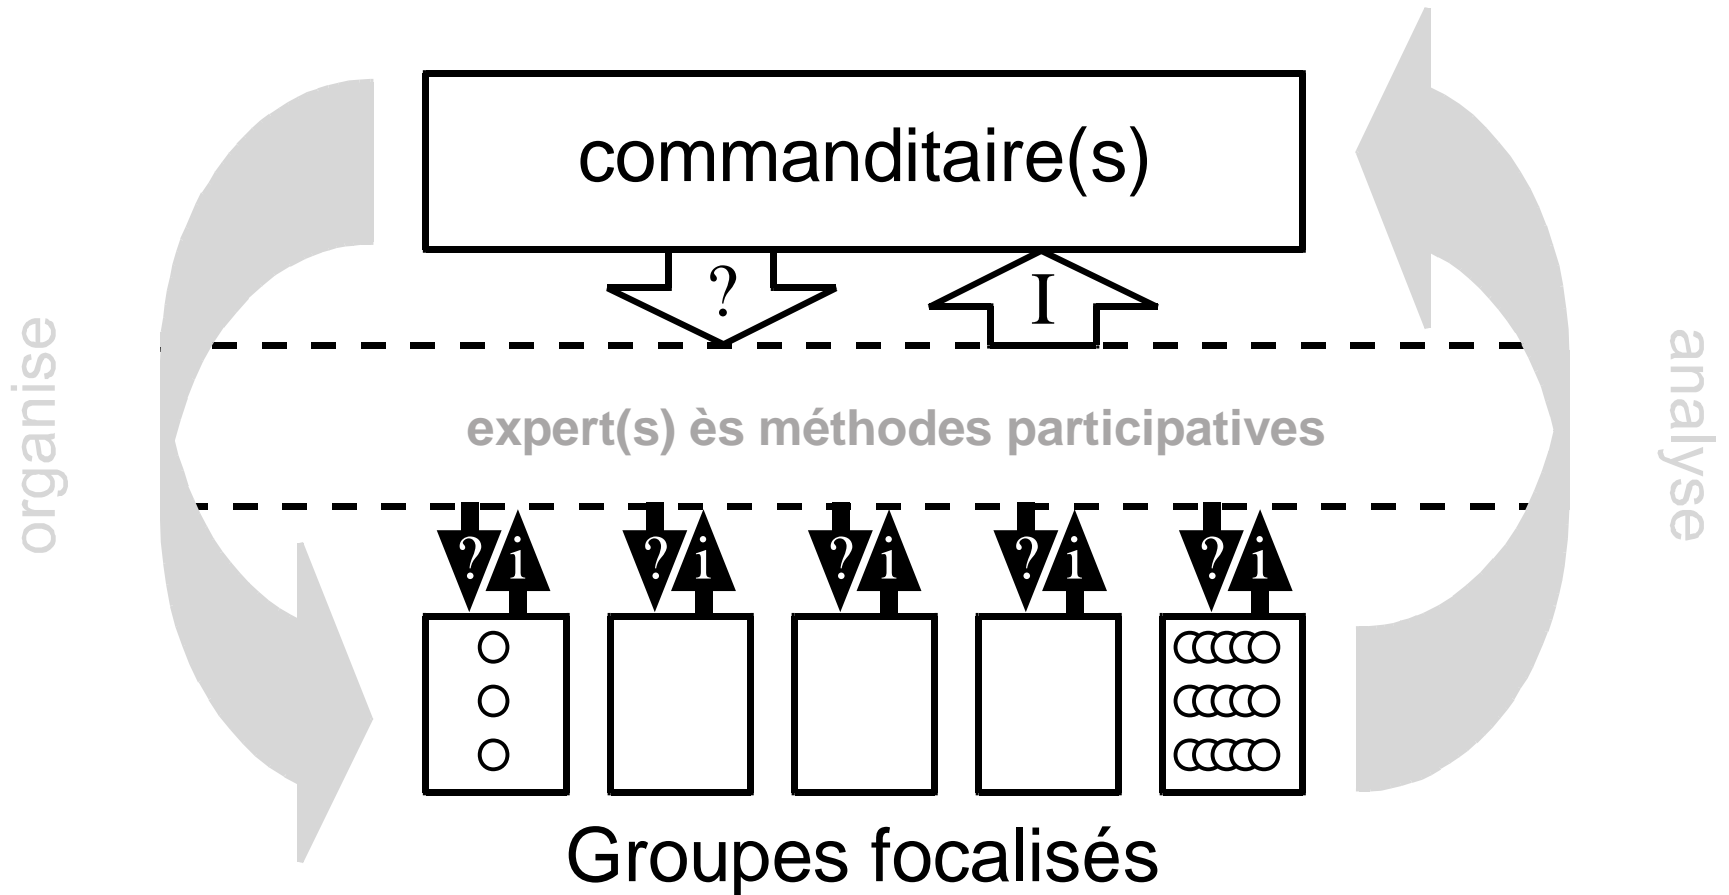 commanditaire(s)
? I
organise
expert(s) ès méthodes participatives
analyse
? i ? i ? i ? i ? i
Groupes focalisés